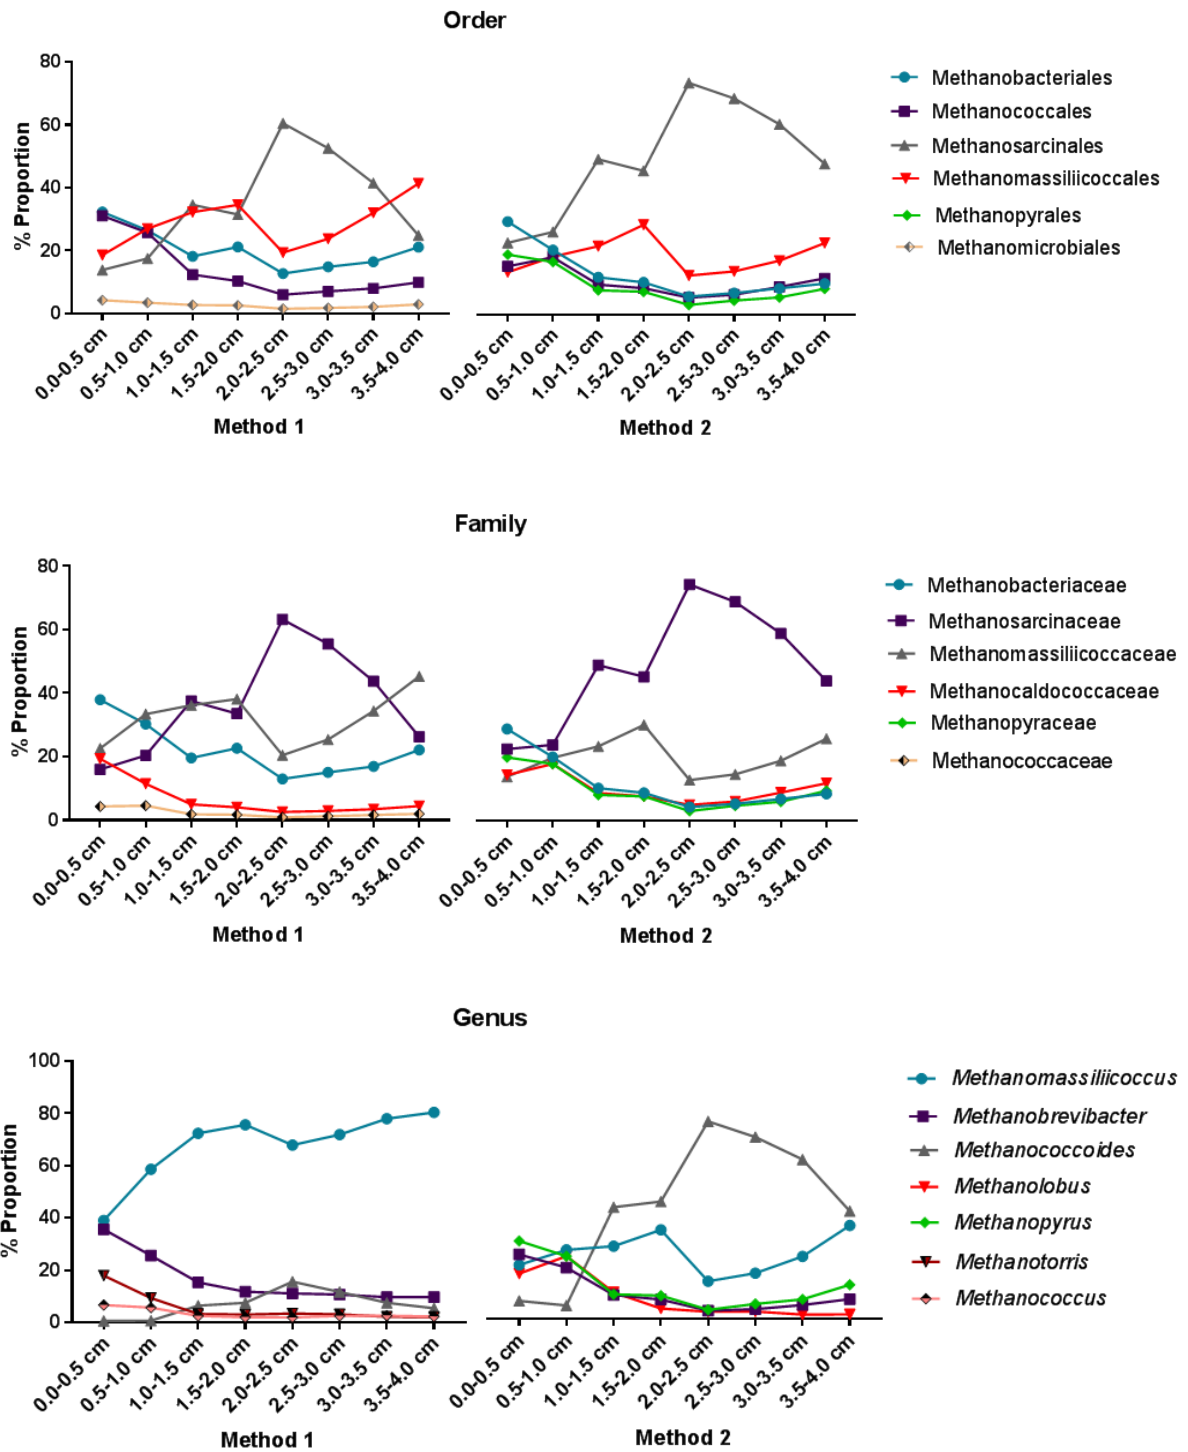 Order
% Proportion
80
60
40
20
0
0.0-0.5 cm
0.5-1.0 cm
1.0-1.5 cm
1.5-2.0 cm
2.0-2.5 cm
2.5-3.0 cm
3.0-3.5 cm
3.5-4.0 cm
Method 1
0.0-0.5 cm
0.5-1.0 cm
1.0-1.5 cm
1.5-2.0 cm
2.0-2.5 cm
2.5-3.0 cm
3.0-3.5 cm
3.5-4.0 cm
Method 2
Methanobacteriales
Methanococcales
Methanosarcinales
Methanomassiliicoccales
Methanopyrales
Methanomicrobiales
Family
% Proportion
80
60
40
20
0
0.0-0.5 cm
0.5-1.0 cm
1.0-1.5 cm
1.5-2.0 cm
2.0-2.5 cm
2.5-3.0 cm
3.0-3.5 cm
3.5-4.0 cm
Method 1
0.0-0.5 cm
0.5-1.0 cm
1.0-1.5 cm
1.5-2.0 cm
2.0-2.5 cm
2.5-3.0 cm
3.0-3.5 cm
3.5-4.0 cm
Method 2
Methanobacteriaceae
Methanosarcinaceae
Methanomassiliicoccaceae
Methanocaldococcaceae
Methanopyraceae
Methanococcaceae
Genus
% Proportion
100
80
60
40
20
0
0.0-0.5 cm
0.5-1.0 cm
1.0-1.5 cm
1.5-2.0 cm
2.0-2.5 cm
2.5-3.0 cm
3.0-3.5 cm
3.5-4.0 cm
Method 1
0.0-0.5 cm
0.5-1.0 cm
1.0-1.5 cm
1.5-2.0 cm
2.0-2.5 cm
2.5-3.0 cm
3.0-3.5 cm
3.5-4.0 cm
Method 2
Methanomassiliicoccus
Methanobrevibacter
Methanococcoides
Methanolobus
Methanopyrus
Methanotorris
Methanococcus